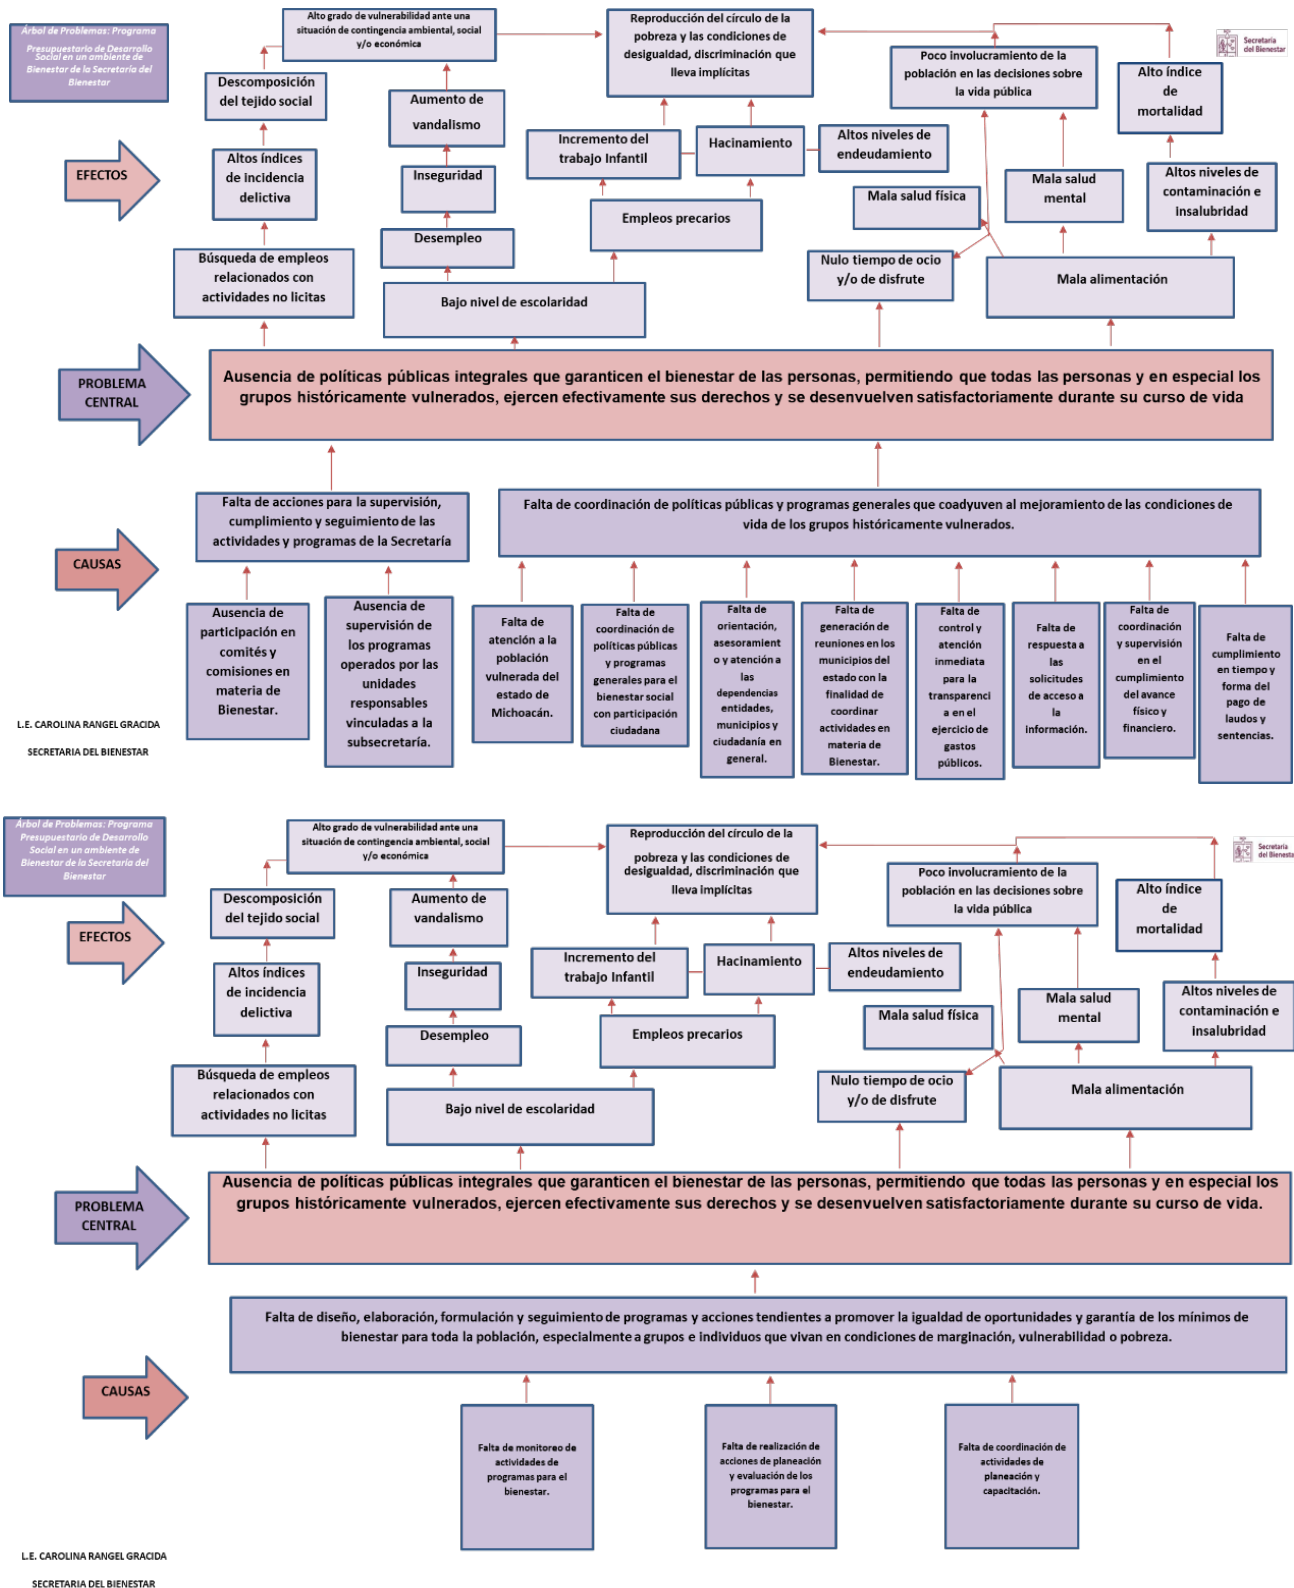 Árbol de Problemas: Programa
Presupuestario de Desarrollo
Social en un ambiente de
Bienestar de la Secretaría del
Bienestar
Alto grado de vulnerabilidad ante una
situación de contingencia ambiental, social
y/o económica
Reproducción del círculo de la
pobreza y las condiciones de
desigualdad, discriminación que
lleva implícitas
Secretaría
del Bienestar
Poco involucramiento de la
población en las decisiones sobre
la vida pública
Alto índice
de
mortalidad
Descomposición
del tejido social
Aumento de
vandalismo
Incremento del
trabajo Infantil
Hacinamiento
Altos niveles de
endeudamiento
EFECTOS
Altos índices
de incidencia
delictiva
Inseguridad
Mala salud física
Mala salud
mental
Altos niveles de
contaminación e
insalubridad
Empleos precarios
Desempleo
Búsqueda de empleos
relacionados con
actividades no licitas
Nulo tiempo de ocio
y/o de disfrute
Mala alimentación
Bajo nivel de escolaridad
PROBLEMA
CENTRAL
Ausencia de políticas públicas integrales que garanticen el bienestar de las personas, permitiendo que todas las personas y en especial los
grupos históricamente vulnerados, ejercen efectivamente sus derechos y se desenvuelven satisfactoriamente durante su curso de vida
Falta de acciones para la supervisión,
cumplimiento y seguimiento de las
actividades y programas de la Secretaría
Falta de coordinación de políticas públicas y programas generales que coadyuven al mejoramiento de las condiciones de
vida de los grupos históricamente vulnerados.
CAUSAS
Ausencia de
participación en
comités y
comisiones en
materia de
Bienestar.
Ausencia de
supervisión de
los programas
operados por las
unidades
responsables
vinculadas a la
subsecretaría.
Falta de
atención a la
población
vulnerada del
estado de
Michoacán.
Falta de
coordinación de
políticas públicas
y programas
generales para el
bienestar social
con participación
ciudadana
Falta de
orientación,
asesoramient
o y atención a
las
dependencias
entidades,
municipios y
ciudadanía en
general.
Falta de
generación de
reuniones en los
municipios del
estado con la
finalidad de
coordinar
actividades en
materia de
Bienestar.
Falta de
control y
atención
inmediata
para la
transparenci
a en el
ejercicio de
gastos
públicos.
Falta de
respuesta a
las
solicitudes
de acceso a
la
información.
Falta de
coordinación
y supervisión
en el
cumplimiento
del avance
físico y
financiero.
Falta de
cumplimiento
en tiempo y
forma del
pago de
laudos y
sentencias.
L.E. CAROLINA RANGEL GRACIDA
SECRETARIA DEL BIENESTAR
Árbol de Problemas: Programa
Presupuestario de Desarrollo
Social en un ambiente de
Bienestar de la Secretaría del
Bienestar
Alto grado de vulnerabilidad ante una
situación de contingencia ambiental, social
y/o económica
Reproducción del círculo de la
pobreza y las condiciones de
desigualdad, discriminación que
lleva implícitas
Secretaría
del Bienesta
Poco involucramiento de la
población en las decisiones sobre
la vida pública
Alto índice
de
mortalidad
Descomposición
del tejido social
Aumento de
vandalismo
EFECTOS
Incremento del
trabajo Infantil
Hacinamiento
Altos niveles de
endeudamiento
Altos índices
de incidencia
delictiva
Inseguridad
Mala salud física
Mala salud
mental
Altos niveles de
contaminación e
insalubridad
Desempleo
Empleos precarios
Búsqueda de empleos
relacionados con
actividades no licitas
Nulo tiempo de ocio
y/o de disfrute
Mala alimentación
Bajo nivel de escolaridad
PROBLEMA
CENTRAL
Ausencia de políticas públicas integrales que garanticen el bienestar de las personas, permitiendo que todas las personas y en especial los
grupos históricamente vulnerados, ejercen efectivamente sus derechos y se desenvuelven satisfactoriamente durante su curso de vida.
Falta de diseño, elaboración, formulación y seguimiento de programas y acciones tendientes a promover la igualdad de oportunidades y garantía de los mínimos de
bienestar para toda la población, especialmente a grupos e individuos que vivan en condiciones de marginación, vulnerabilidad o pobreza.
CAUSAS
Falta de monitoreo de
actividades de
programas para el
bienestar.
Falta de realización de
acciones de planeación
y evaluación de los
programas para el
bienestar.
Falta de coordinación de
actividades de
planeación y
capacitación.
L.E. CAROLINA RANGEL GRACIDA
SECRETARIA DEL BIENESTAR